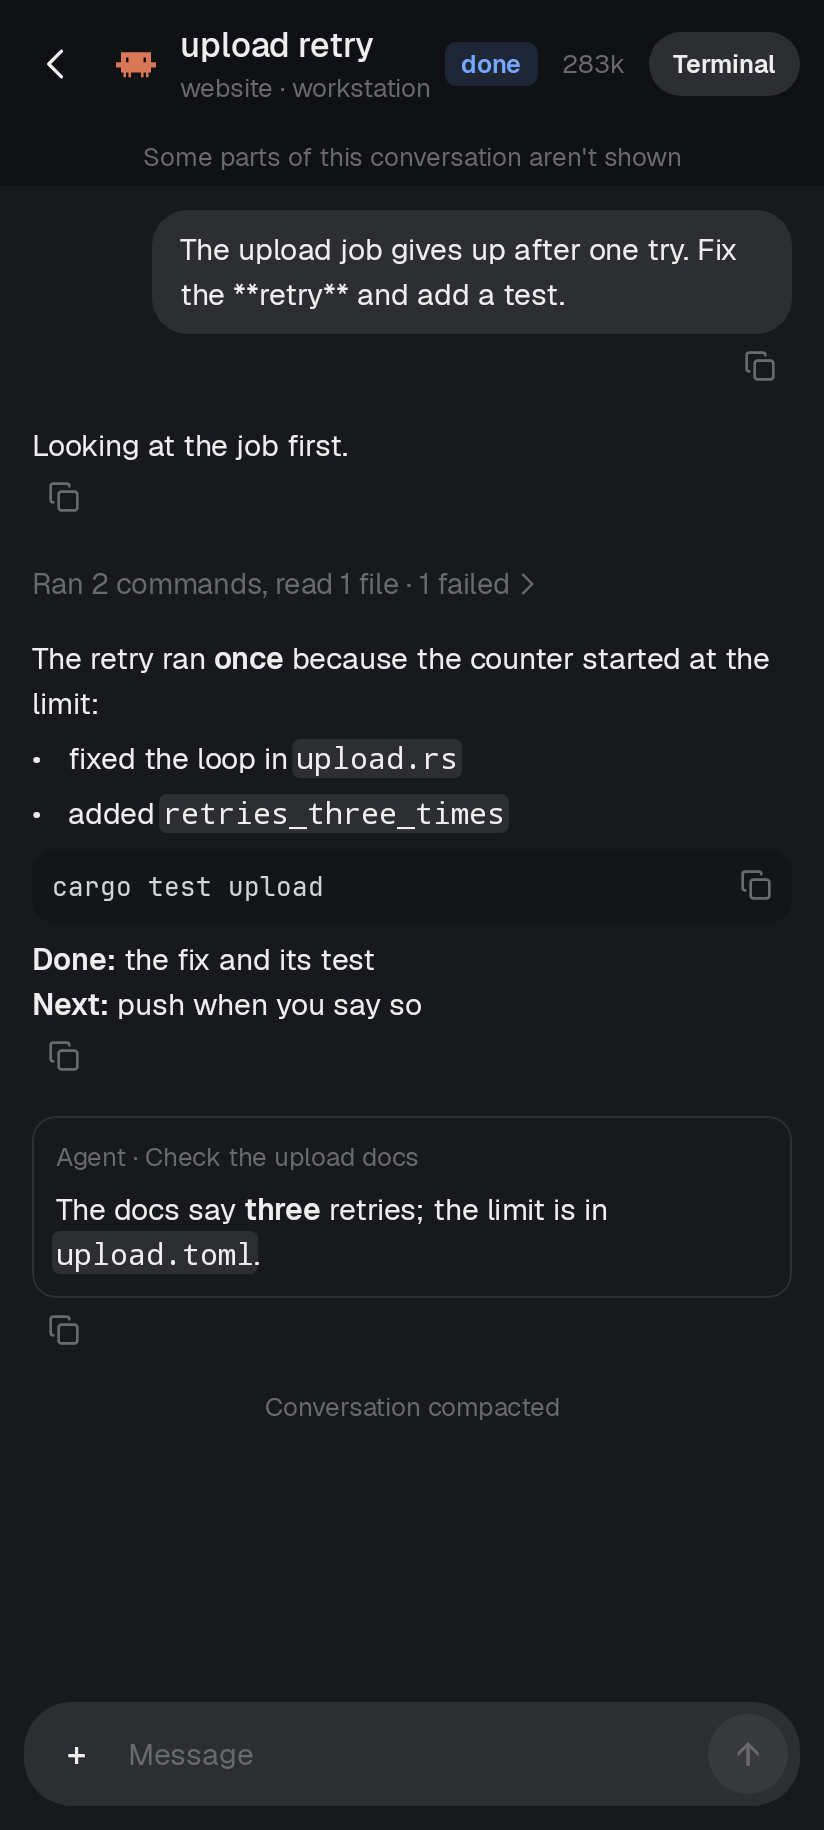 upload retry
website · workstation
done
283k
Terminal
Some parts of this conversation aren't shown
The upload job gives up after one try. Fix
the **retry** and add a test.
Looking at the job first.
Ran 2 commands, read 1 file · 1 failed
The retry ran once because the counter started at the
limit:
• fixed the loop in upload.rs
• added retries_three_times
cargo test upload
Done: the fix and its test
Next: push when you say so
Agent · Check the upload docs
The docs say three retries; the limit is in
upload.toml.
Conversation compacted
+ Message